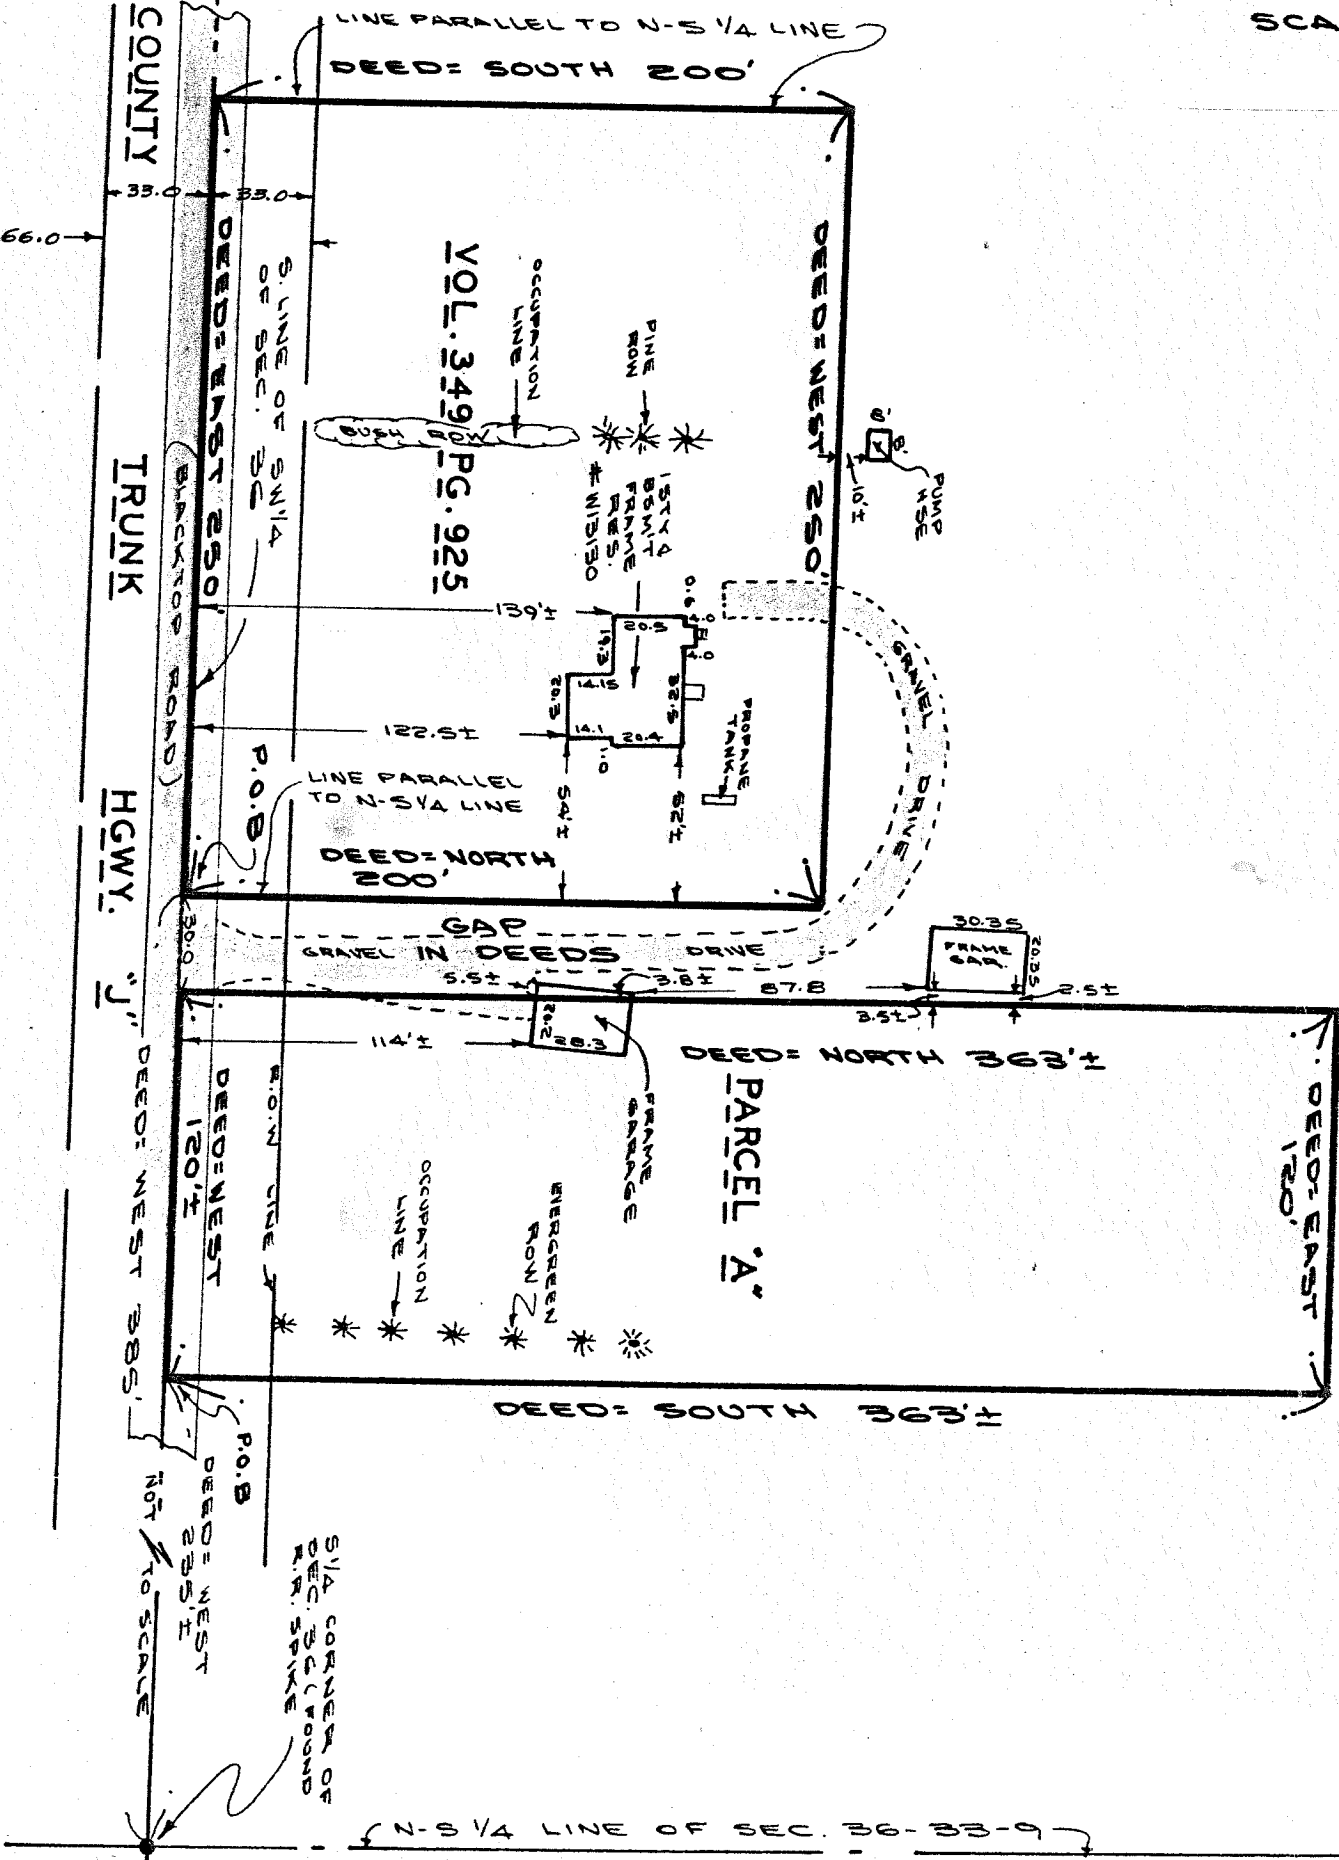 SCA
LINE PARALLEL TO N-S 1/4 LINE
DEED= SOUTH 200'
COUNTY
TRUNK
HGWY.
"J"
33.0
33.0
66.0
DEED= EAST 250'
S. LINE OF SW 1/4
OF SEC. 36
(BLACKTOP ROAD)
VOL. 349 PG. 925
OCCUPATION
LINE
PINE
ROW
BUSH ROW
DEED= WEST 250'
8'
8'
10'±
PUMP
HSE
1 STY &
BSMT
FRAME
RES.
# W13130
139'±
0.6
4.0
20.5
4.0
19.3
14.15
20.3
32.5
14.1
20.4
1.0
122.5±
54'±
52'±
PROPANE
TANK
GRAVEL DRIVE
P.O.B
LINE PARALLEL
TO N-S 1/4 LINE
DEED= NORTH
200'
30.0
GAP
IN DEEDS
GRAVEL DRIVE
5.5±
3.8±
87.8
30.35
20.35
FRAME
GAR.
3.5±
2.5±
20.2
28.3
114'±
FRAME
GARAGE
DEED= NORTH 363'±
PARCEL "A"
DEED= EAST
120'
DEED= WEST
120'±
R.O.W LINE
OCCUPATION
LINE
EVERGREEN
ROW
DEED= WEST 385'
DEED= SOUTH 363'±
P.O.B
DEED= WEST
235'±
NOT TO SCALE
S 1/4 CORNER OF
DEC. 36 (FOUND
R.R. SPIKE
N-S 1/4 LINE OF SEC. 36-33-9